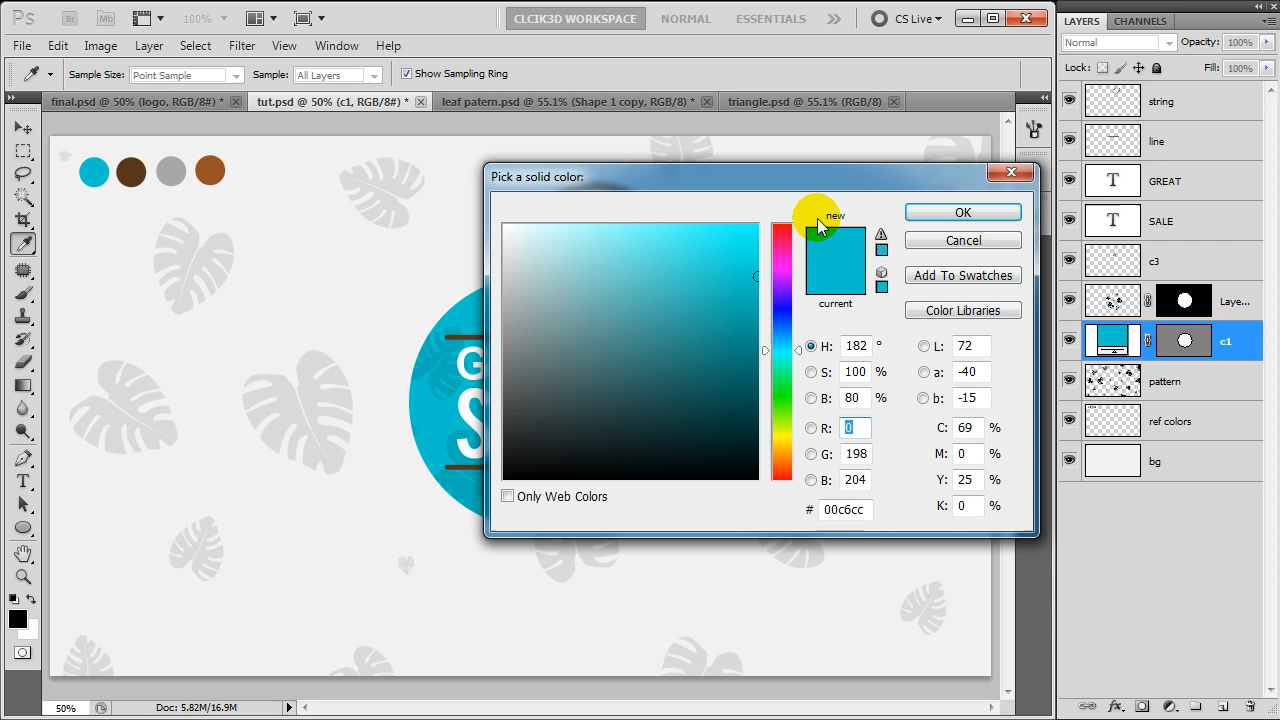 Ps Br Mb 100% CLCIK3D WORKSPACE NORMAL ESSENTIALS CS Live
File Edit Image Layer Select Filter View Window Help
Sample Size: Point Sample Sample: All Layers Show Sampling Ring
final.psd @ 50% (logo, RGB/8#) * tut.psd @ 50% (c1, RGB/8#) * leaf patern.psd @ 55.1% (Shape 1 copy, RGB/8) * triangle.psd @ 55.1% (RGB/8)
G
S
Pick a solid color:
new
current
OK
Cancel
Add To Swatches
Color Libraries
H: 182 ° L: 72
S: 100 % a: -40
B: 80 % b: -15
R: 0 C: 69 %
G: 198 M: 0 %
B: 204 Y: 25 %
# 00c6cc K: 0 %
Only Web Colors
50% Doc: 5.82M/16.9M
LAYERS CHANNELS
Normal Opacity: 100%
Lock: Fill: 100%
string
line
T GREAT
T SALE
c3
Laye...
c1
pattern
ref colors
bg
T
fx